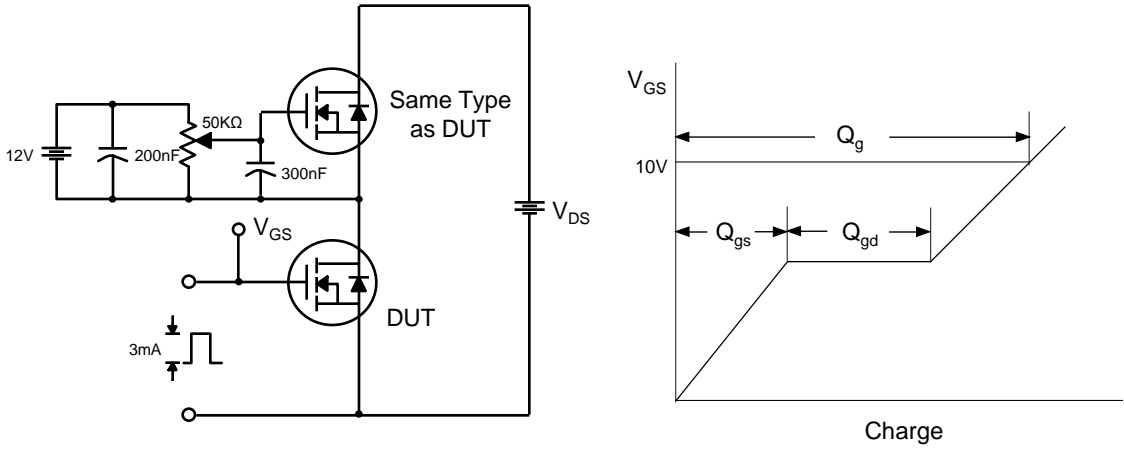 50KΩ
12V
200nF
300nF
Same Type
as DUT
V_DS
V_GS
DUT
3mA
V_GS
10V
Q_g
Q_gs
Q_gd
Charge